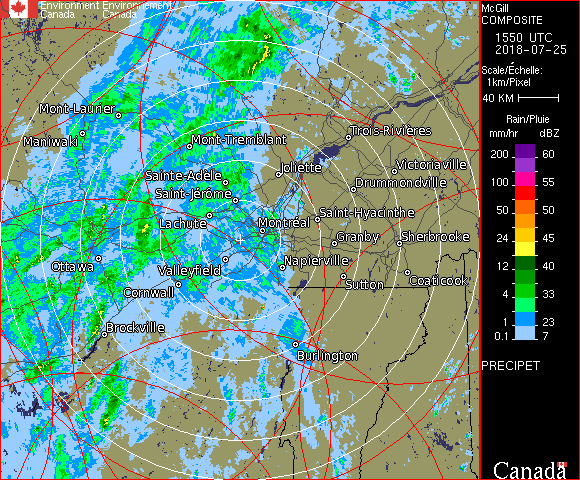 Environment Environnement
Canada Canada
McGill
COMPOSITE
1550 UTC
2018-07-25
Scale/Échelle:
1km/Pixel
40 KM
Rain/Pluie
mm/hr dBZ
200 60
100 55
50 50
24 45
12 40
4 33
1 23
0.1 7
PRECIPET
Canada
Mont-Laurier
Maniwaki
Mont-Tremblant
Trois-Rivières
Sainte-Adèle
Joliette
Victoriaville
Saint-Jérôme
Drummondville
Lachute
Montréal
Saint-Hyacinthe
Granby
Sherbrooke
Ottawa
Valleyfield
Napierville
Cornwall
Sutton
Coaticook
Brockville
Burlington